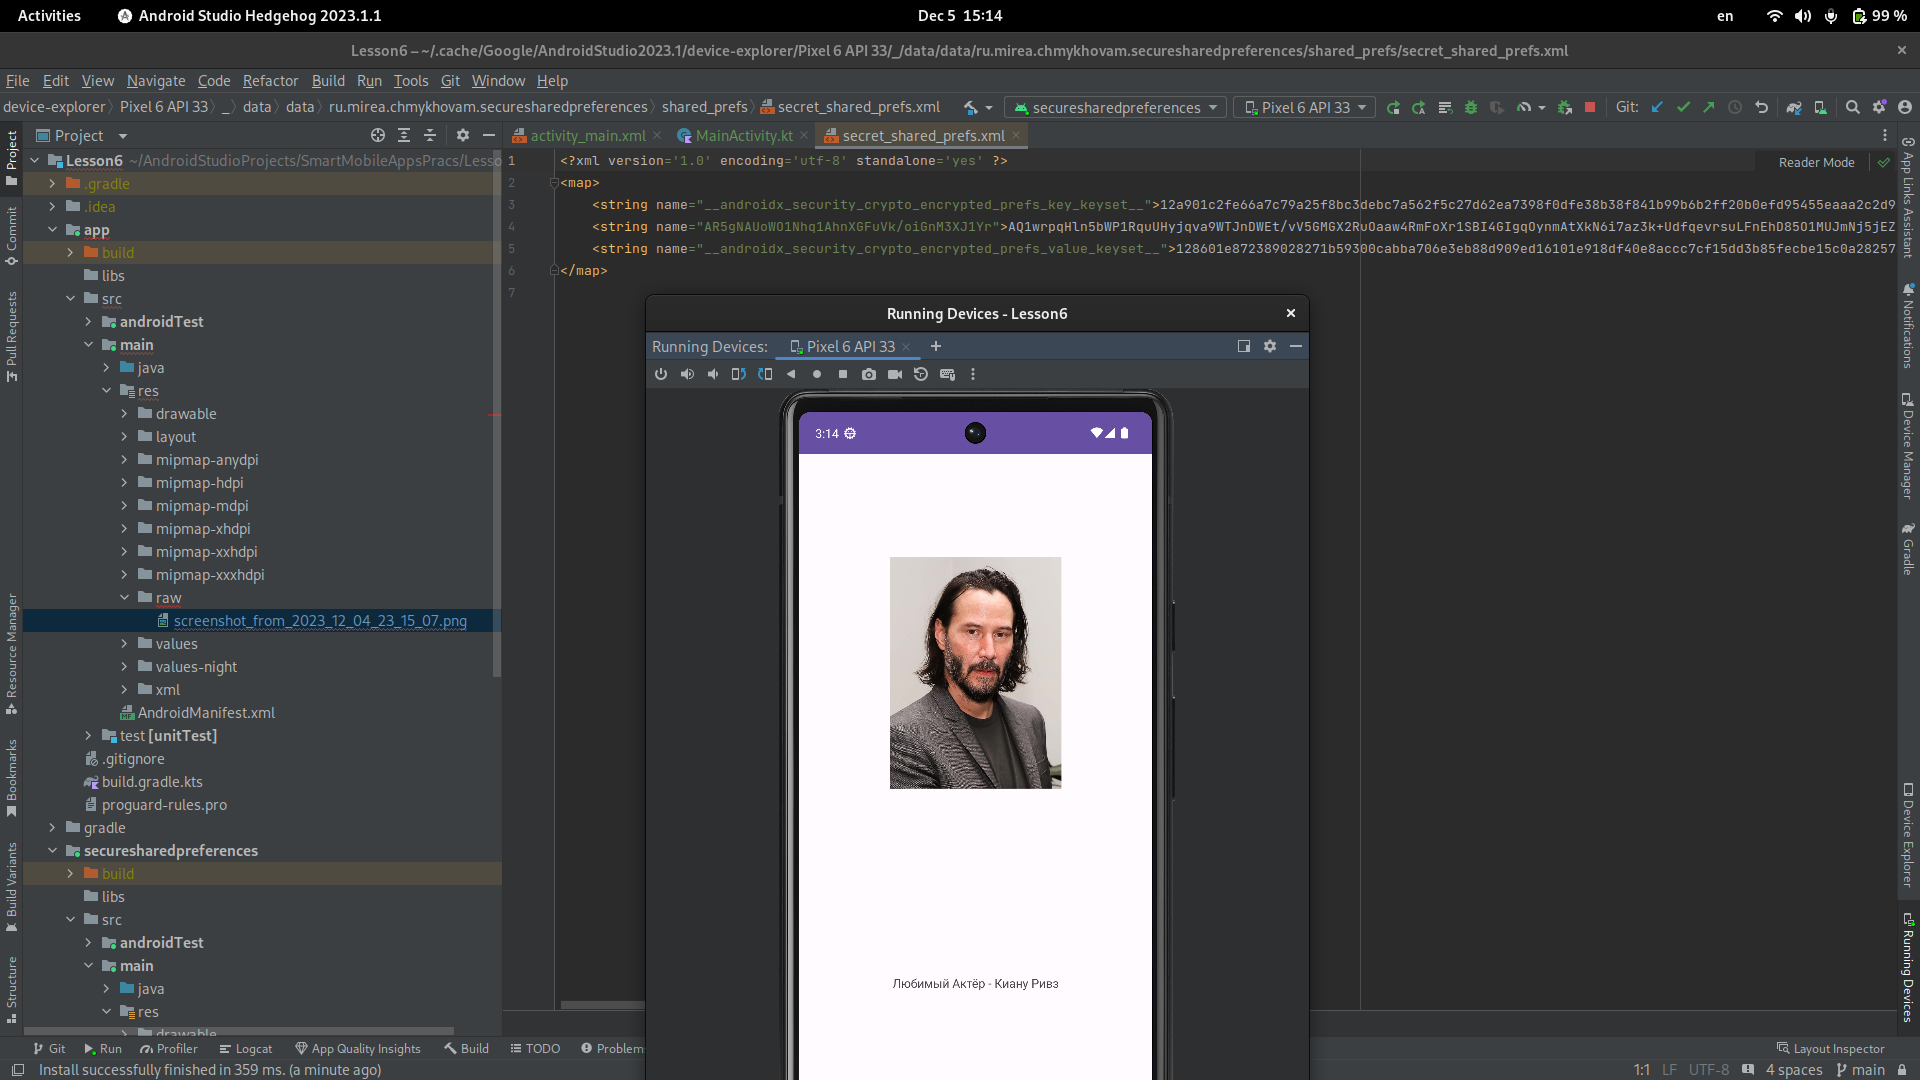 Activities
Android Studio Hedgehog 2023.1.1
Dec 5 15:14
en
99 %
Lesson6 – ~/.cache/Google/AndroidStudio2023.1/device-explorer/Pixel 6 API 33/_/data/data/ru.mirea.chmykhovam.securesharedpreferences/shared_prefs/secret_shared_prefs.xml
File Edit View Navigate Code Refactor Build Run Tools Git Window Help
device-explorer Pixel 6 API 33 _ data data ru.mirea.chmykhovam.securesharedpreferences shared_prefs secret_shared_prefs.xml
securesharedpreferences
Pixel 6 API 33
Git:
Project
activity_main.xml
MainActivity.kt
secret_shared_prefs.xml
Reader Mode
Lesson6 ~/AndroidStudioProjects/SmartMobileAppsPracs/Lesso
.gradle
.idea
app
build
libs
src
androidTest
main
java
res
drawable
layout
mipmap-anydpi
mipmap-hdpi
mipmap-mdpi
mipmap-xhdpi
mipmap-xxhdpi
mipmap-xxxhdpi
raw
screenshot_from_2023_12_04_23_15_07.png
values
values-night
xml
AndroidManifest.xml
test [unitTest]
.gitignore
build.gradle.kts
proguard-rules.pro
gradle
securesharedpreferences
build
libs
src
androidTest
main
java
res
drawable
1 <?xml version='1.0' encoding='utf-8' standalone='yes' ?>
2 <map>
3 <string name="__androidx_security_crypto_encrypted_prefs_key_keyset__">12a901c2fe66a7c79a25f8bc3debc7a562f5c27d62ea7398f0dfe38b38f841b99b6b2ff20b0efd95455eaaa2c2d9
4 <string name="AR5gNAUoWO1Nhq1AhnXGFuVk/oiGnM3XJ1Yr">AQ1wrpqHln5bWP1RquUHyjqva9WTJnDWEt/vV5GMGX2RuOaaw4RmFoXr1SBI4GIgqOynmAtXkN6i7az3k+UdfqevrsuLFnEhD85O1MUJmNj5jEZ
5 <string name="__androidx_security_crypto_encrypted_prefs_value_keyset__">128601e872389028271b59300cabba706e3eb88d909ed16101e918df40e8accc7cf15dd3b85fecbe15c0a28257
6 </map>
7
Running Devices - Lesson6
Running Devices:
Pixel 6 API 33
3:14
Любимый Актёр - Киану Ривз
Project
Commit
Pull Requests
Resource Manager
Bookmarks
Build Variants
Structure
App Links Assistant
Notifications
Device Manager
Gradle
Device Explorer
Running Devices
Git
Run
Profiler
Logcat
App Quality Insights
Build
TODO
Problem
Layout Inspector
Install successfully finished in 359 ms. (a minute ago)
1:1 LF UTF-8 4 spaces main